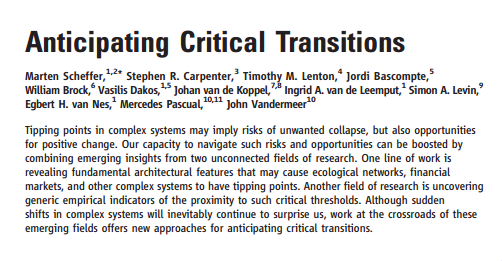 Anticipating Critical Transitions
Marten Scheffer,1,2* Stephen R. Carpenter,3 Timothy M. Lenton,4 Jordi Bascompte,5
William Brock,6 Vasilis Dakos,1,5 Johan van de Koppel,7,8 Ingrid A. van de Leemput,1 Simon A. Levin,9
Egbert H. van Nes,1 Mercedes Pascual,10,11 John Vandermeer10
Tipping points in complex systems may imply risks of unwanted collapse, but also opportunities
for positive change. Our capacity to navigate such risks and opportunities can be boosted by
combining emerging insights from two unconnected fields of research. One line of work is
revealing fundamental architectural features that may cause ecological networks, financial
markets, and other complex systems to have tipping points. Another field of research is uncovering
generic empirical indicators of the proximity to such critical thresholds. Although sudden
shifts in complex systems will inevitably continue to surprise us, work at the crossroads of these
emerging fields offers new approaches for anticipating critical transitions.